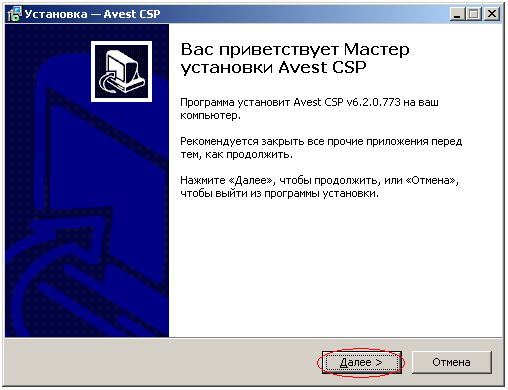 Установка — Avest CSP
Вас приветствует Мастер
установки Avest CSP
Программа установит Avest CSP v6.2.0.773 на ваш
компьютер.
Рекомендуется закрыть все прочие приложения перед
тем, как продолжить.
Нажмите «Далее», чтобы продолжить, или «Отмена»,
чтобы выйти из программы установки.
Далее >
Отмена